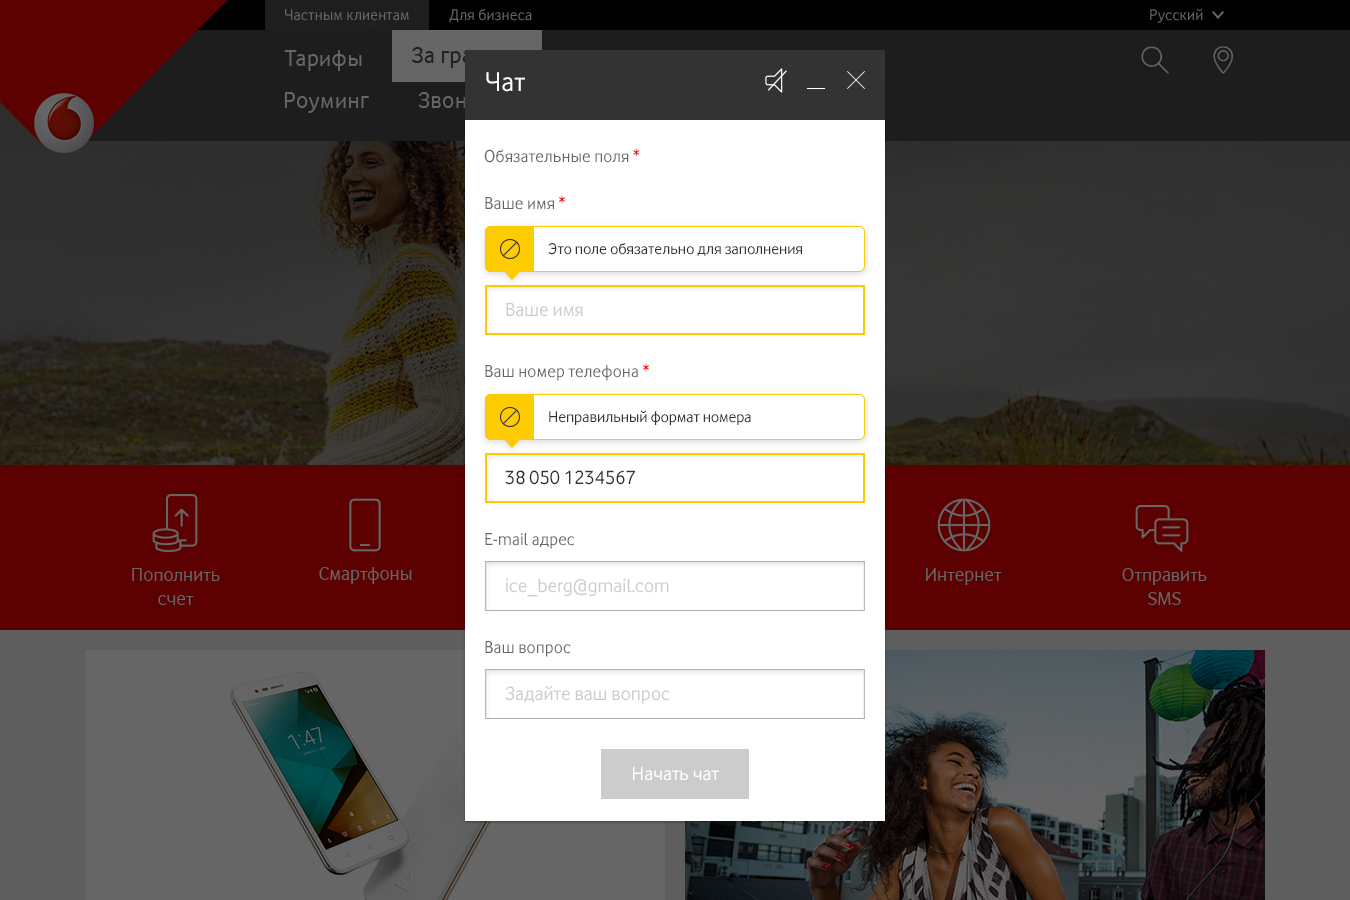 Частным клиентам
Для бизнеса
Русский
Тарифы
За гра
Роуминг
Звон
Чат
Обязательные поля *
Ваше имя *
Это поле обязательно для заполнения
Ваше имя
Ваш номер телефона *
Неправильный формат номера
38 050 1234567
E-mail адрес
ice_berg@gmail.com
Ваш вопрос
Задайте ваш вопрос
Начать чат
Пополнить
счет
Смартфоны
Интернет
Отправить
SMS
1:47